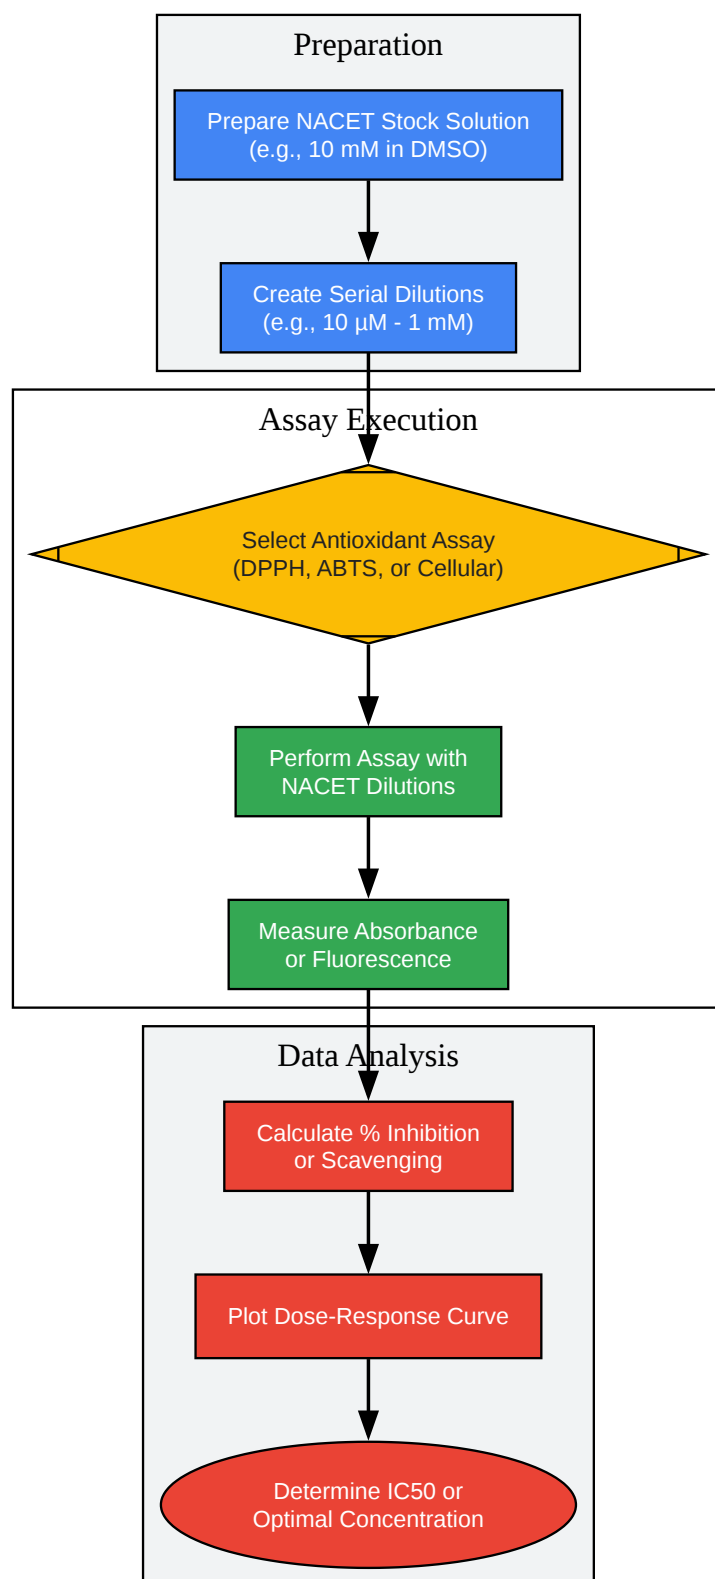 Preparation
Prepare NACET Stock Solution
(e.g., 10 mM in DMSO)
Create Serial Dilutions
(e.g., 10 µM - 1 mM)
Assay Execution
Select Antioxidant Assay
(DPPH, ABTS, or Cellular)
Perform Assay with
NACET Dilutions
Measure Absorbance
or Fluorescence
Data Analysis
Calculate % Inhibition
or Scavenging
Plot Dose-Response Curve
Determine IC50 or
Optimal Concentration